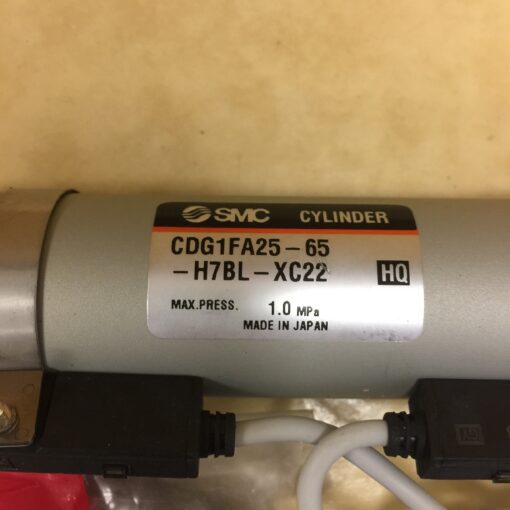 SMC CYLINDER
CDG1FA25-65
-H7BL-XC22 HQ
MAX.PRESS. 1.0 MPa
MADE IN JAPAN